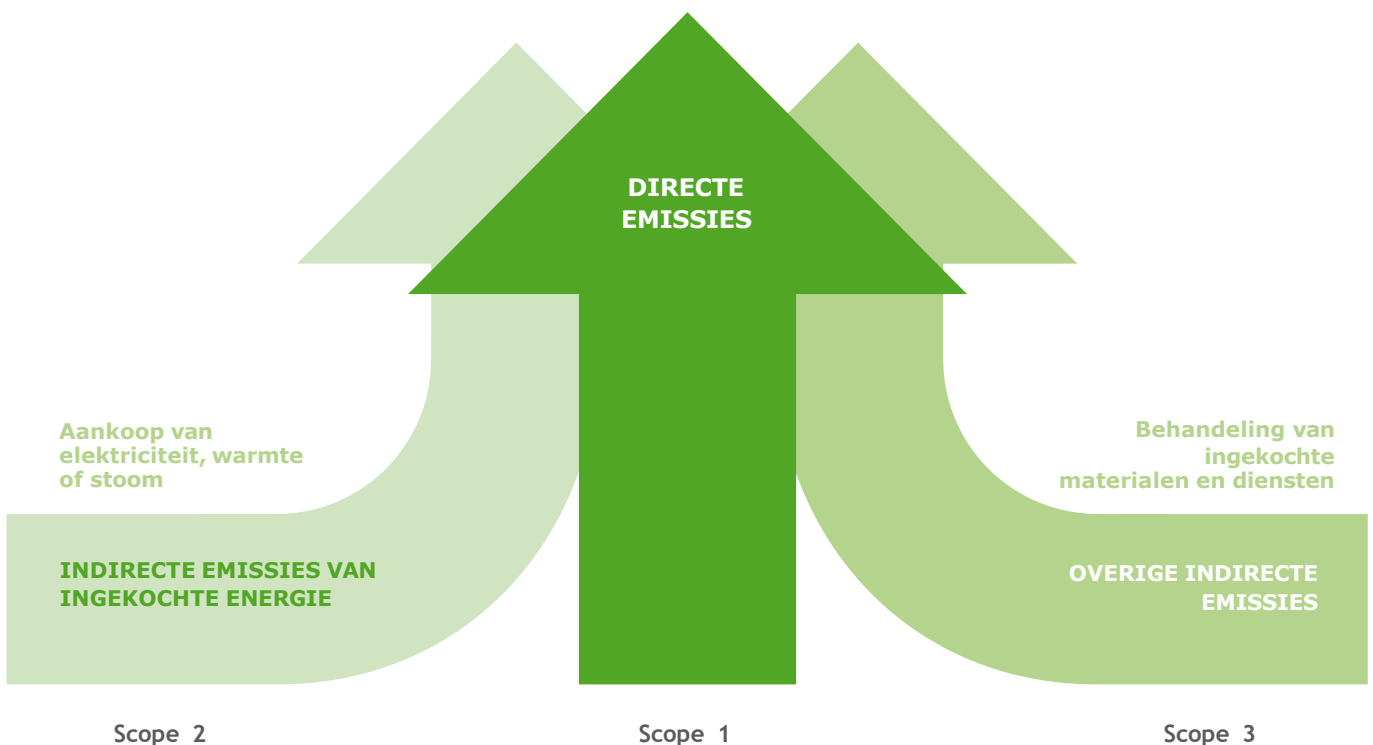 DIRECTE
EMISSIES
Aankoop van
elektriciteit, warmte
of stoom
Behandeling van
ingekochte
materialen en diensten
INDIRECTE EMISSIES VAN
INGEKOCHTE ENERGIE
OVERIGE INDIRECTE
EMISSIES
Scope 2
Scope 1
Scope 3